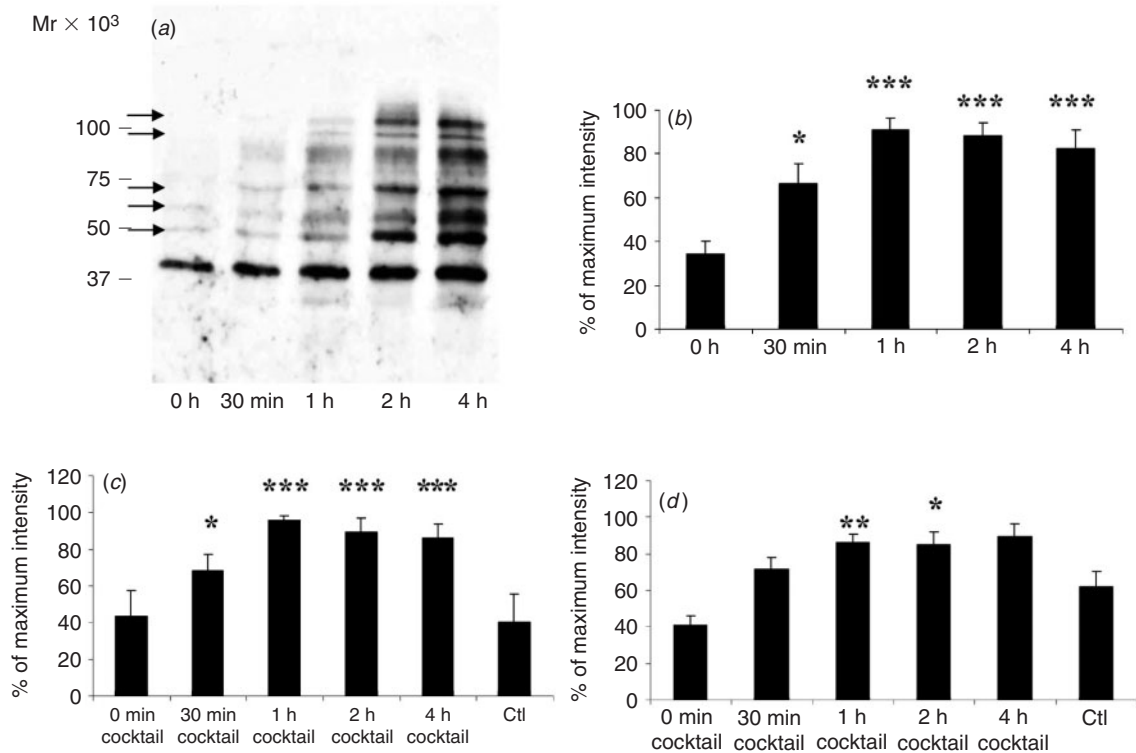 Mr × 10³
(a)
100 –
75 –
50 –
37 –
0 h 30 min 1 h 2 h 4 h
(b)
% of maximum intensity
100
80
60
40
20
0
* *** *** ***
0 h 30 min 1 h 2 h 4 h
(c)
% of maximum intensity
120
100
80
60
40
20
0
* *** *** ***
0 min 30 min 1 h 2 h 4 h Ctl
cocktail cocktail cocktail cocktail cocktail
(d)
% of maximum intensity
120
100
80
60
40
20
0
** *
0 min 30 min 1 h 2 h 4 h Ctl
cocktail cocktail cocktail cocktail cocktail